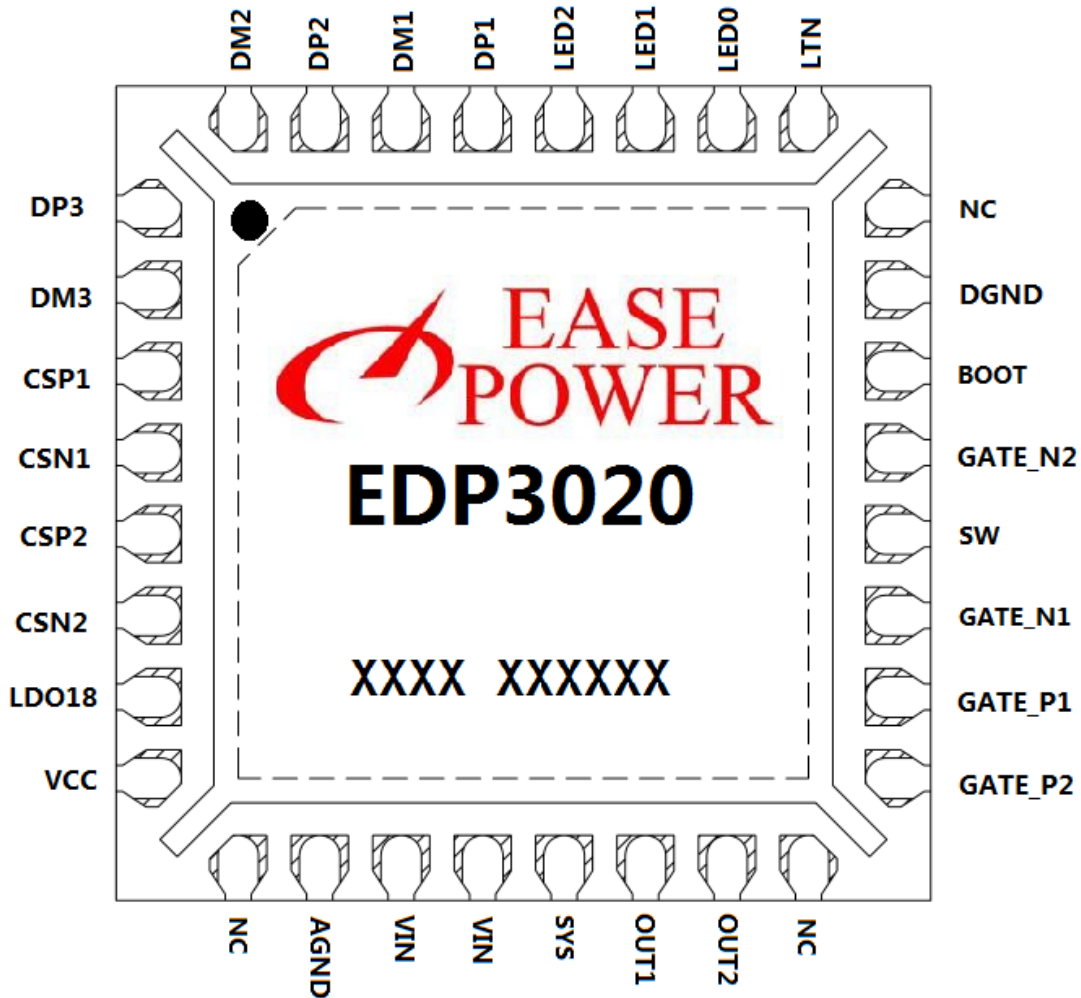 DM2
DP2
DM1
DP1
LED2
LED1
LED0
LTN
DP3
DM3
CSP1
CSN1
CSP2
CSN2
LDO18
VCC
EASE
POWER
EDP3020
XXXX XXXXXX
NC
DGND
BOOT
GATE_N2
SW
GATE_N1
GATE_P1
GATE_P2
NC
AGND
VIN
VIN
SYS
OUT1
OUT2
NC